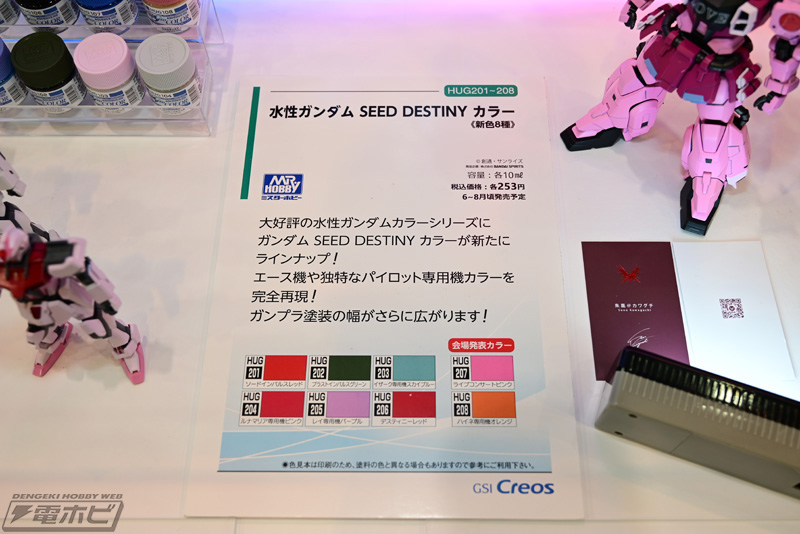 HUG201~208
水性ガンダム SEED DESTINY カラー
《新色8種》
※創通・サンライズ
MR.HOBBY
ミスターホビー
容量：各10㎖
税込価格：各253円
6～8月頃発売予定
大好評の水性ガンダムカラーシリーズに
ガンダム SEED DESTINY カラーが新たに
ラインナップ！
エース機や独特なパイロット専用機カラーを
完全再現！
ガンプラ塗装の幅がさらに広がります！
会場発表カラー
HUG 201 HUG 202 HUG 203 HUG 207
ソードインパルスレッド ブラストインパルスグリーン イザーク専用機スカイブルー ライブコンサートピンク
HUG 204 HUG 205 HUG 206 HUG 208
ルナマリア専用機ピンク レイ専用機パープル デスティニーレッド ハイネ専用機オレンジ
●色見本は印刷のため、塗料の色と異なる場合もありますので参考にご利用下さい。
GSI Creos
DENGEKI HOBBY WEB
電ホビ